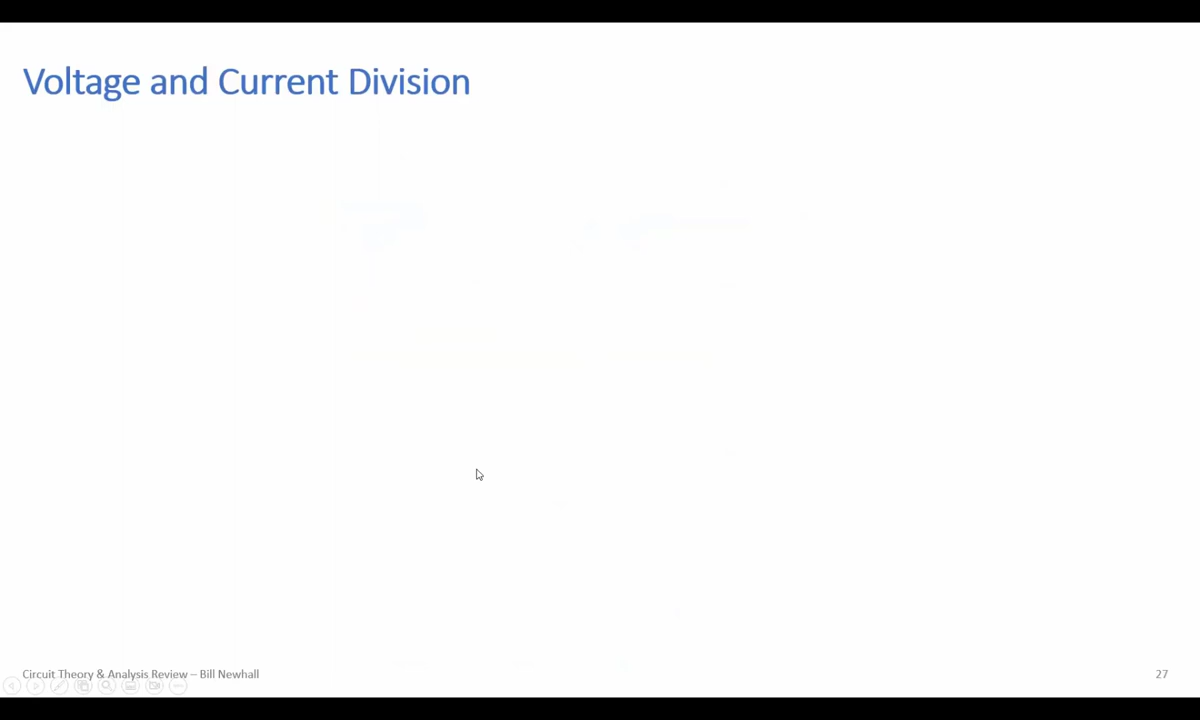 Voltage and Current Division
Circuit Theory & Analysis Review – Bill Newhall
27